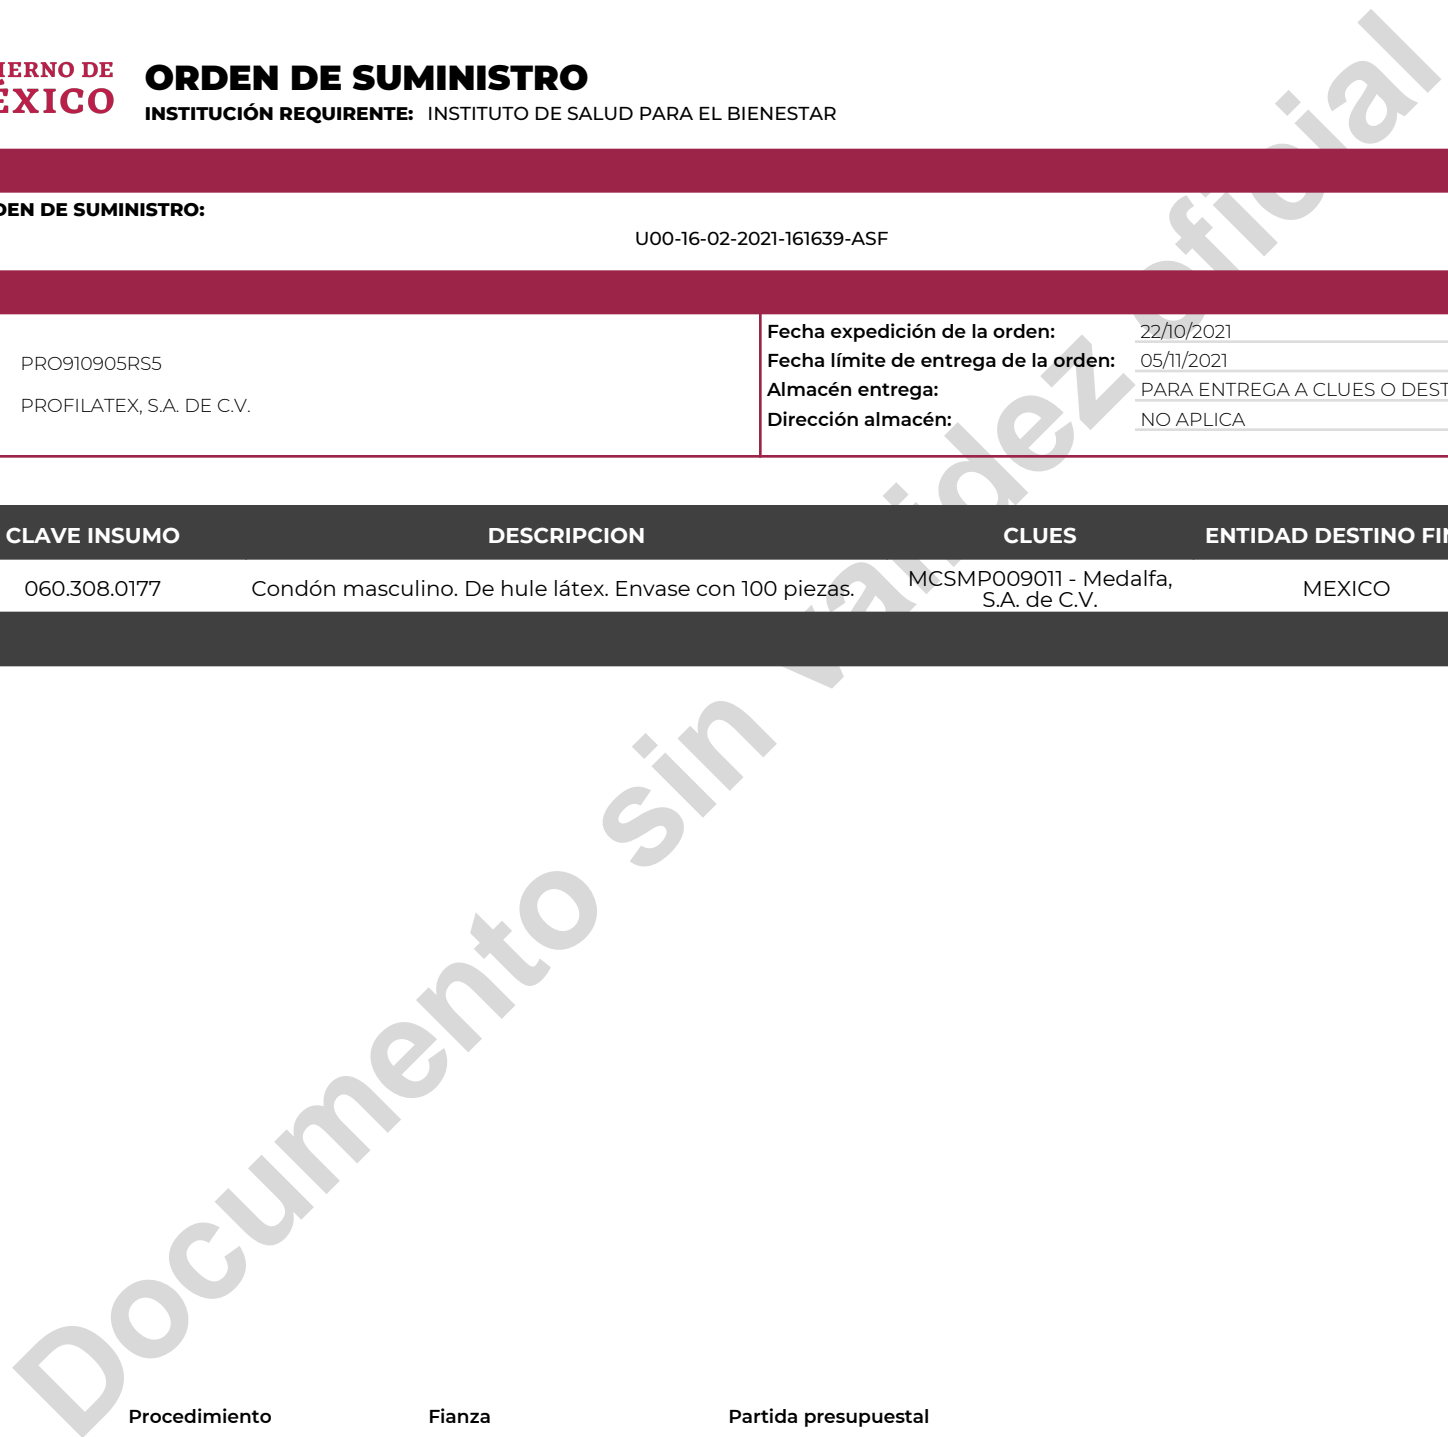 IERNO DE
ÉXICO
ORDEN DE SUMINISTRO
INSTITUCIÓN REQUIRENTE: INSTITUTO DE SALUD PARA EL BIENESTAR
DEN DE SUMINISTRO:
U00-16-02-2021-161639-ASF
PRO910905RS5
PROFILATEX, S.A. DE C.V.
Fecha expedición de la orden: 22/10/2021
Fecha límite de entrega de la orden: 05/11/2021
Almacén entrega: PARA ENTREGA A CLUES O DEST
Dirección almacén: NO APLICA
CLAVE INSUMO DESCRIPCION CLUES ENTIDAD DESTINO FIN
060.308.0177 Condón masculino. De hule látex. Envase con 100 piezas. MCSMP009011 - Medalfa, S.A. de C.V. MEXICO
Documento sin validez oficial
Procedimiento Fianza Partida presupuestal